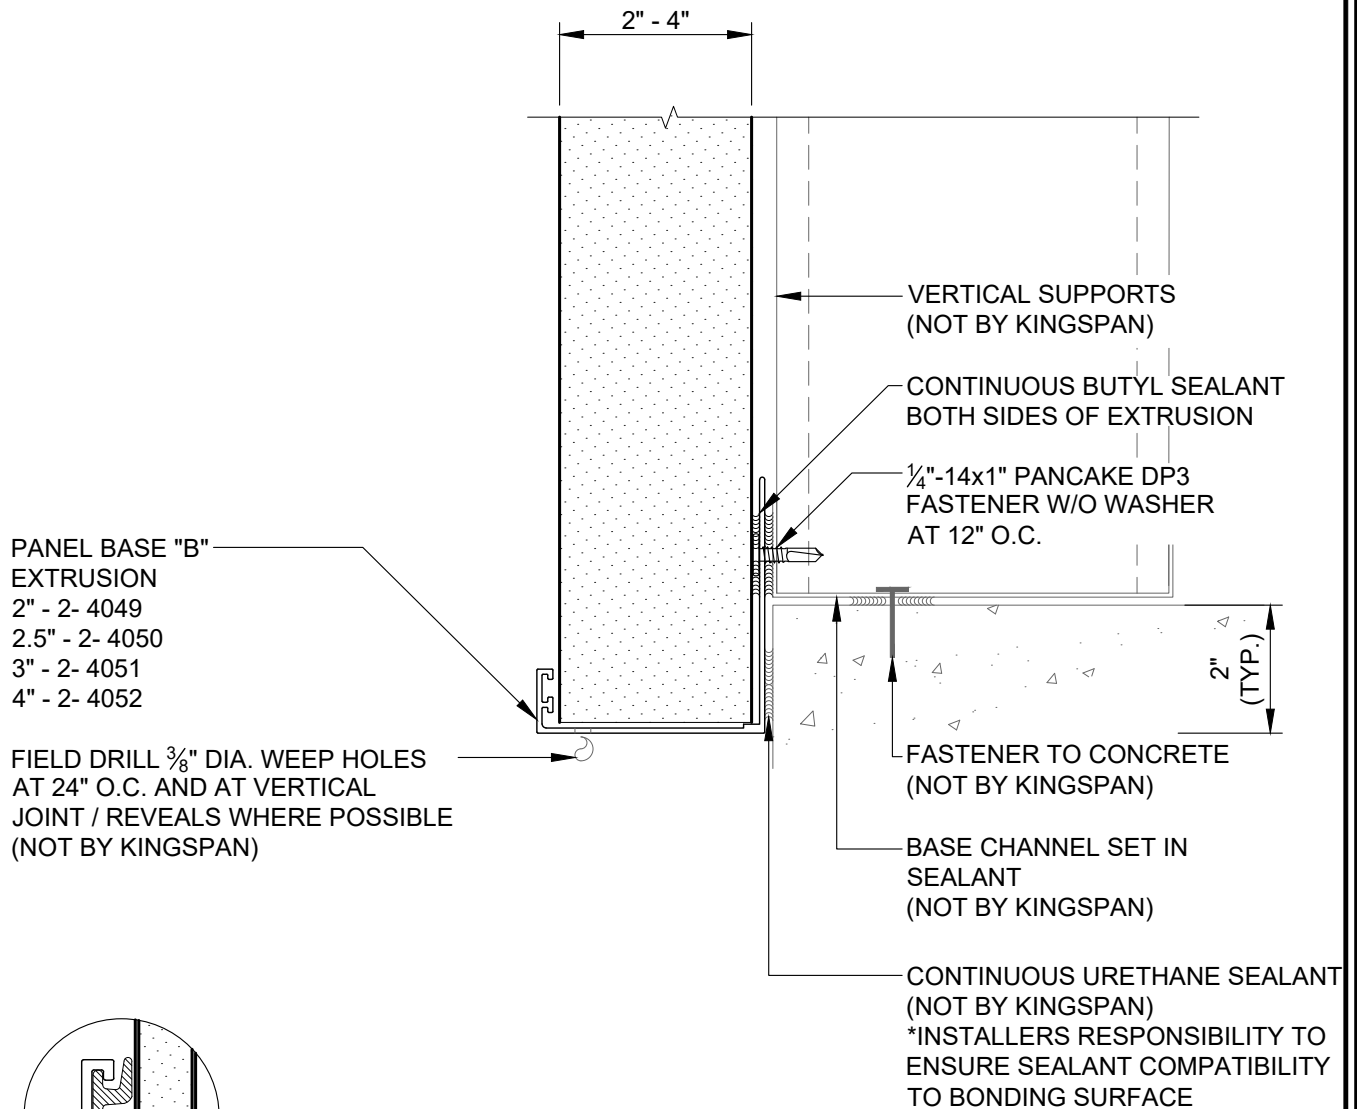 2" - 4"
VERTICAL SUPPORTS
(NOT BY KINGSPAN)
CONTINUOUS BUTYL SEALANT
BOTH SIDES OF EXTRUSION
¼"-14x1" PANCAKE DP3
FASTENER W/O WASHER
AT 12" O.C.
PANEL BASE "B"
EXTRUSION
2" - 2- 4049
2.5" - 2- 4050
3" - 2- 4051
4" - 2- 4052
2"
(TYP.)
FIELD DRILL ⅜" DIA. WEEP HOLES
AT 24" O.C. AND AT VERTICAL
JOINT / REVEALS WHERE POSSIBLE
(NOT BY KINGSPAN)
FASTENER TO CONCRETE
(NOT BY KINGSPAN)
BASE CHANNEL SET IN
SEALANT
(NOT BY KINGSPAN)
CONTINUOUS URETHANE SEALANT
(NOT BY KINGSPAN)
*INSTALLERS RESPONSIBILITY TO
ENSURE SEALANT COMPATIBILITY
TO BONDING SURFACE